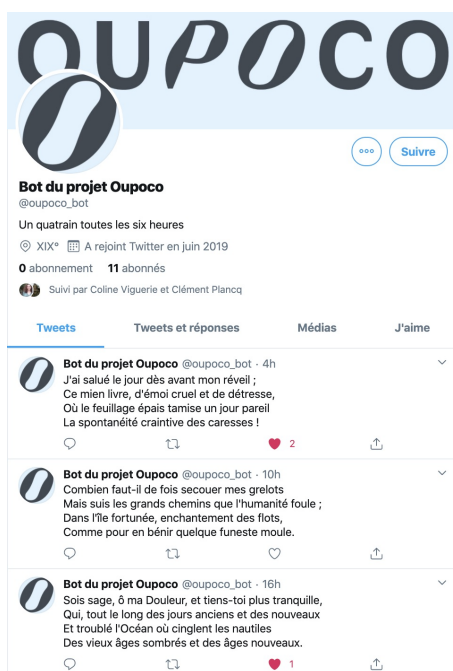 OUPOCO
Suivre
Bot du projet Oupoco
@oupoco_bot
Un quatrain toutes les six heures
XIX° A rejoint Twitter en juin 2019
0 abonnement 11 abonnés
Suivi par Coline Viguerie et Clément Plancq
Tweets Tweets et réponses Médias J'aime
Bot du projet Oupoco @oupoco_bot · 4h
J'ai salué le jour dès avant mon réveil ;
Ce mien livre, d'émoi cruel et de détresse,
Où le feuillage épais tamise un jour pareil
La spontanéité craintive des caresses !
2
Bot du projet Oupoco @oupoco_bot · 10h
Combien faut-il de fois secouer mes grelots
Mais suis les grands chemins que l'humanité foule ;
Dans l'île fortunée, enchantement des flots,
Comme pour en bénir quelque funeste moule.
Bot du projet Oupoco @oupoco_bot · 16h
Sois sage, ô ma Douleur, et tiens-toi plus tranquille,
Qui, tout le long des jours anciens et des nouveaux
Et troublé l'Océan où cinglent les nautiles
Des vieux âges sombrés et des âges nouveaux.
1